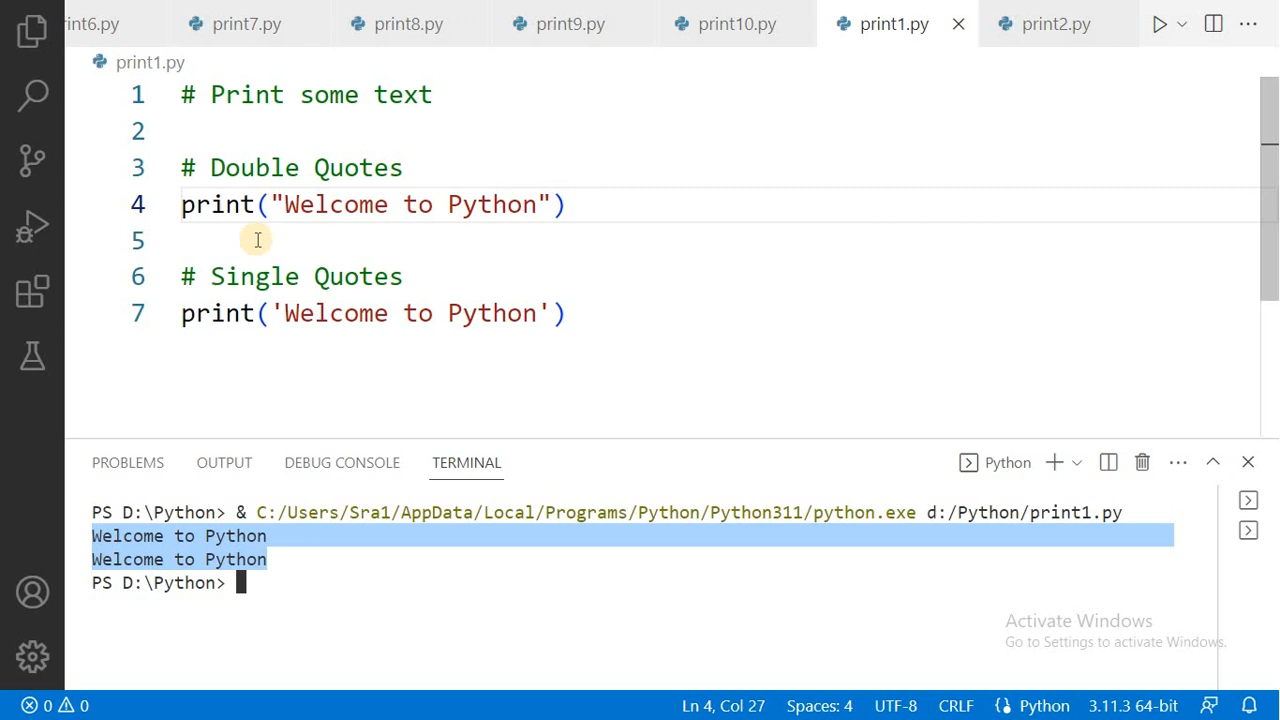 int6.py print7.py print8.py print9.py print10.py print1.py print2.py
print1.py
1 # Print some text
2
3 # Double Quotes
4 print("Welcome to Python")
5
6 # Single Quotes
7 print('Welcome to Python')
PROBLEMS OUTPUT DEBUG CONSOLE TERMINAL Python
PS D:\Python> & C:/Users/Sra1/AppData/Local/Programs/Python/Python311/python.exe d:/Python/print1.py
Welcome to Python
Welcome to Python
PS D:\Python>
Activate Windows
Go to Settings to activate Windows.
0 0 Ln 4, Col 27 Spaces: 4 UTF-8 CRLF Python 3.11.3 64-bit